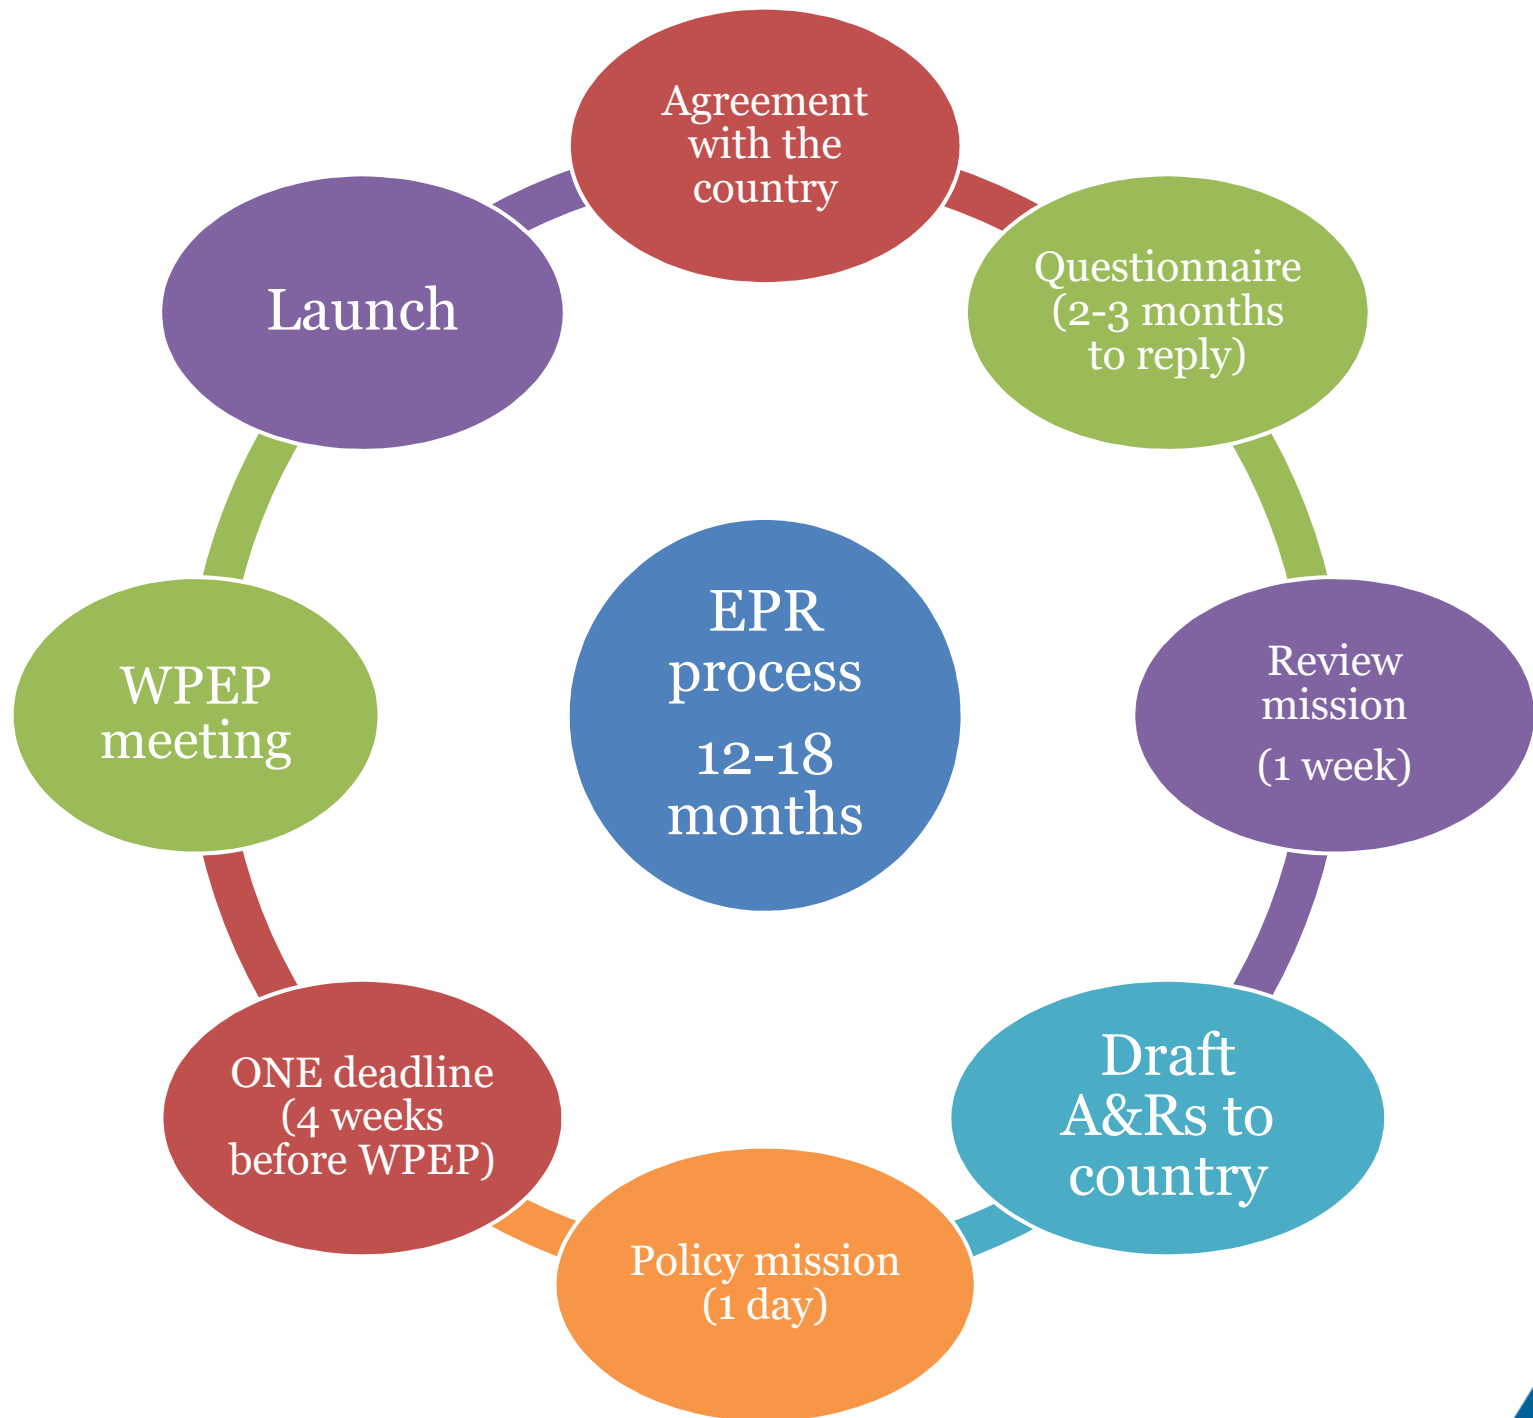 Agreement
with the
country
Questionnaire
(2-3 months
to reply)
Review
mission
(1 week)
Draft
A&Rs to
country
Policy mission
(1 day)
ONE deadline
(4 weeks
before WPEP)
WPEP
meeting
Launch
EPR
process
12-18
months